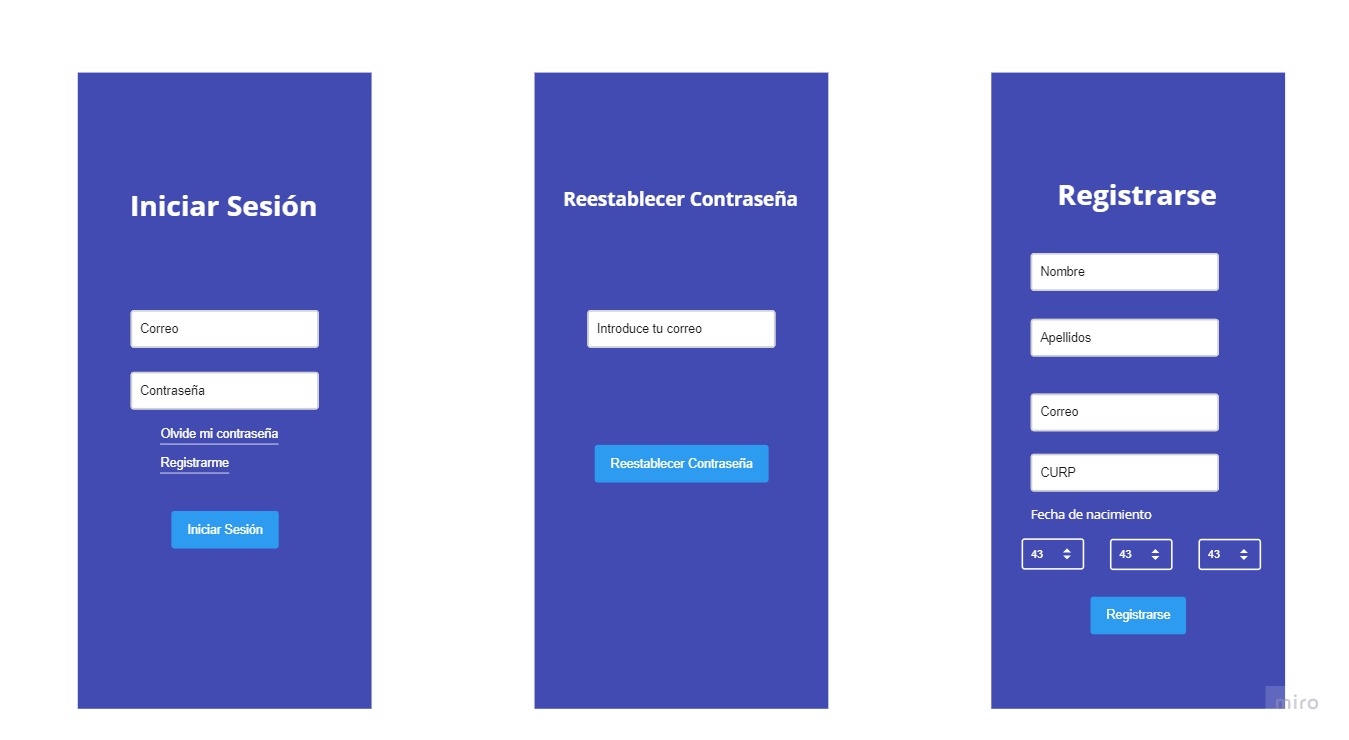 Iniciar Sesión
Correo
Contraseña
Olvide mi contraseña
Registrarme
Iniciar Sesión
Reestablecer Contraseña
Introduce tu correo
Reestablecer Contraseña
Registrarse
Nombre
Apellidos
Correo
CURP
Fecha de nacimiento
43 43 43
Registrarse
miro